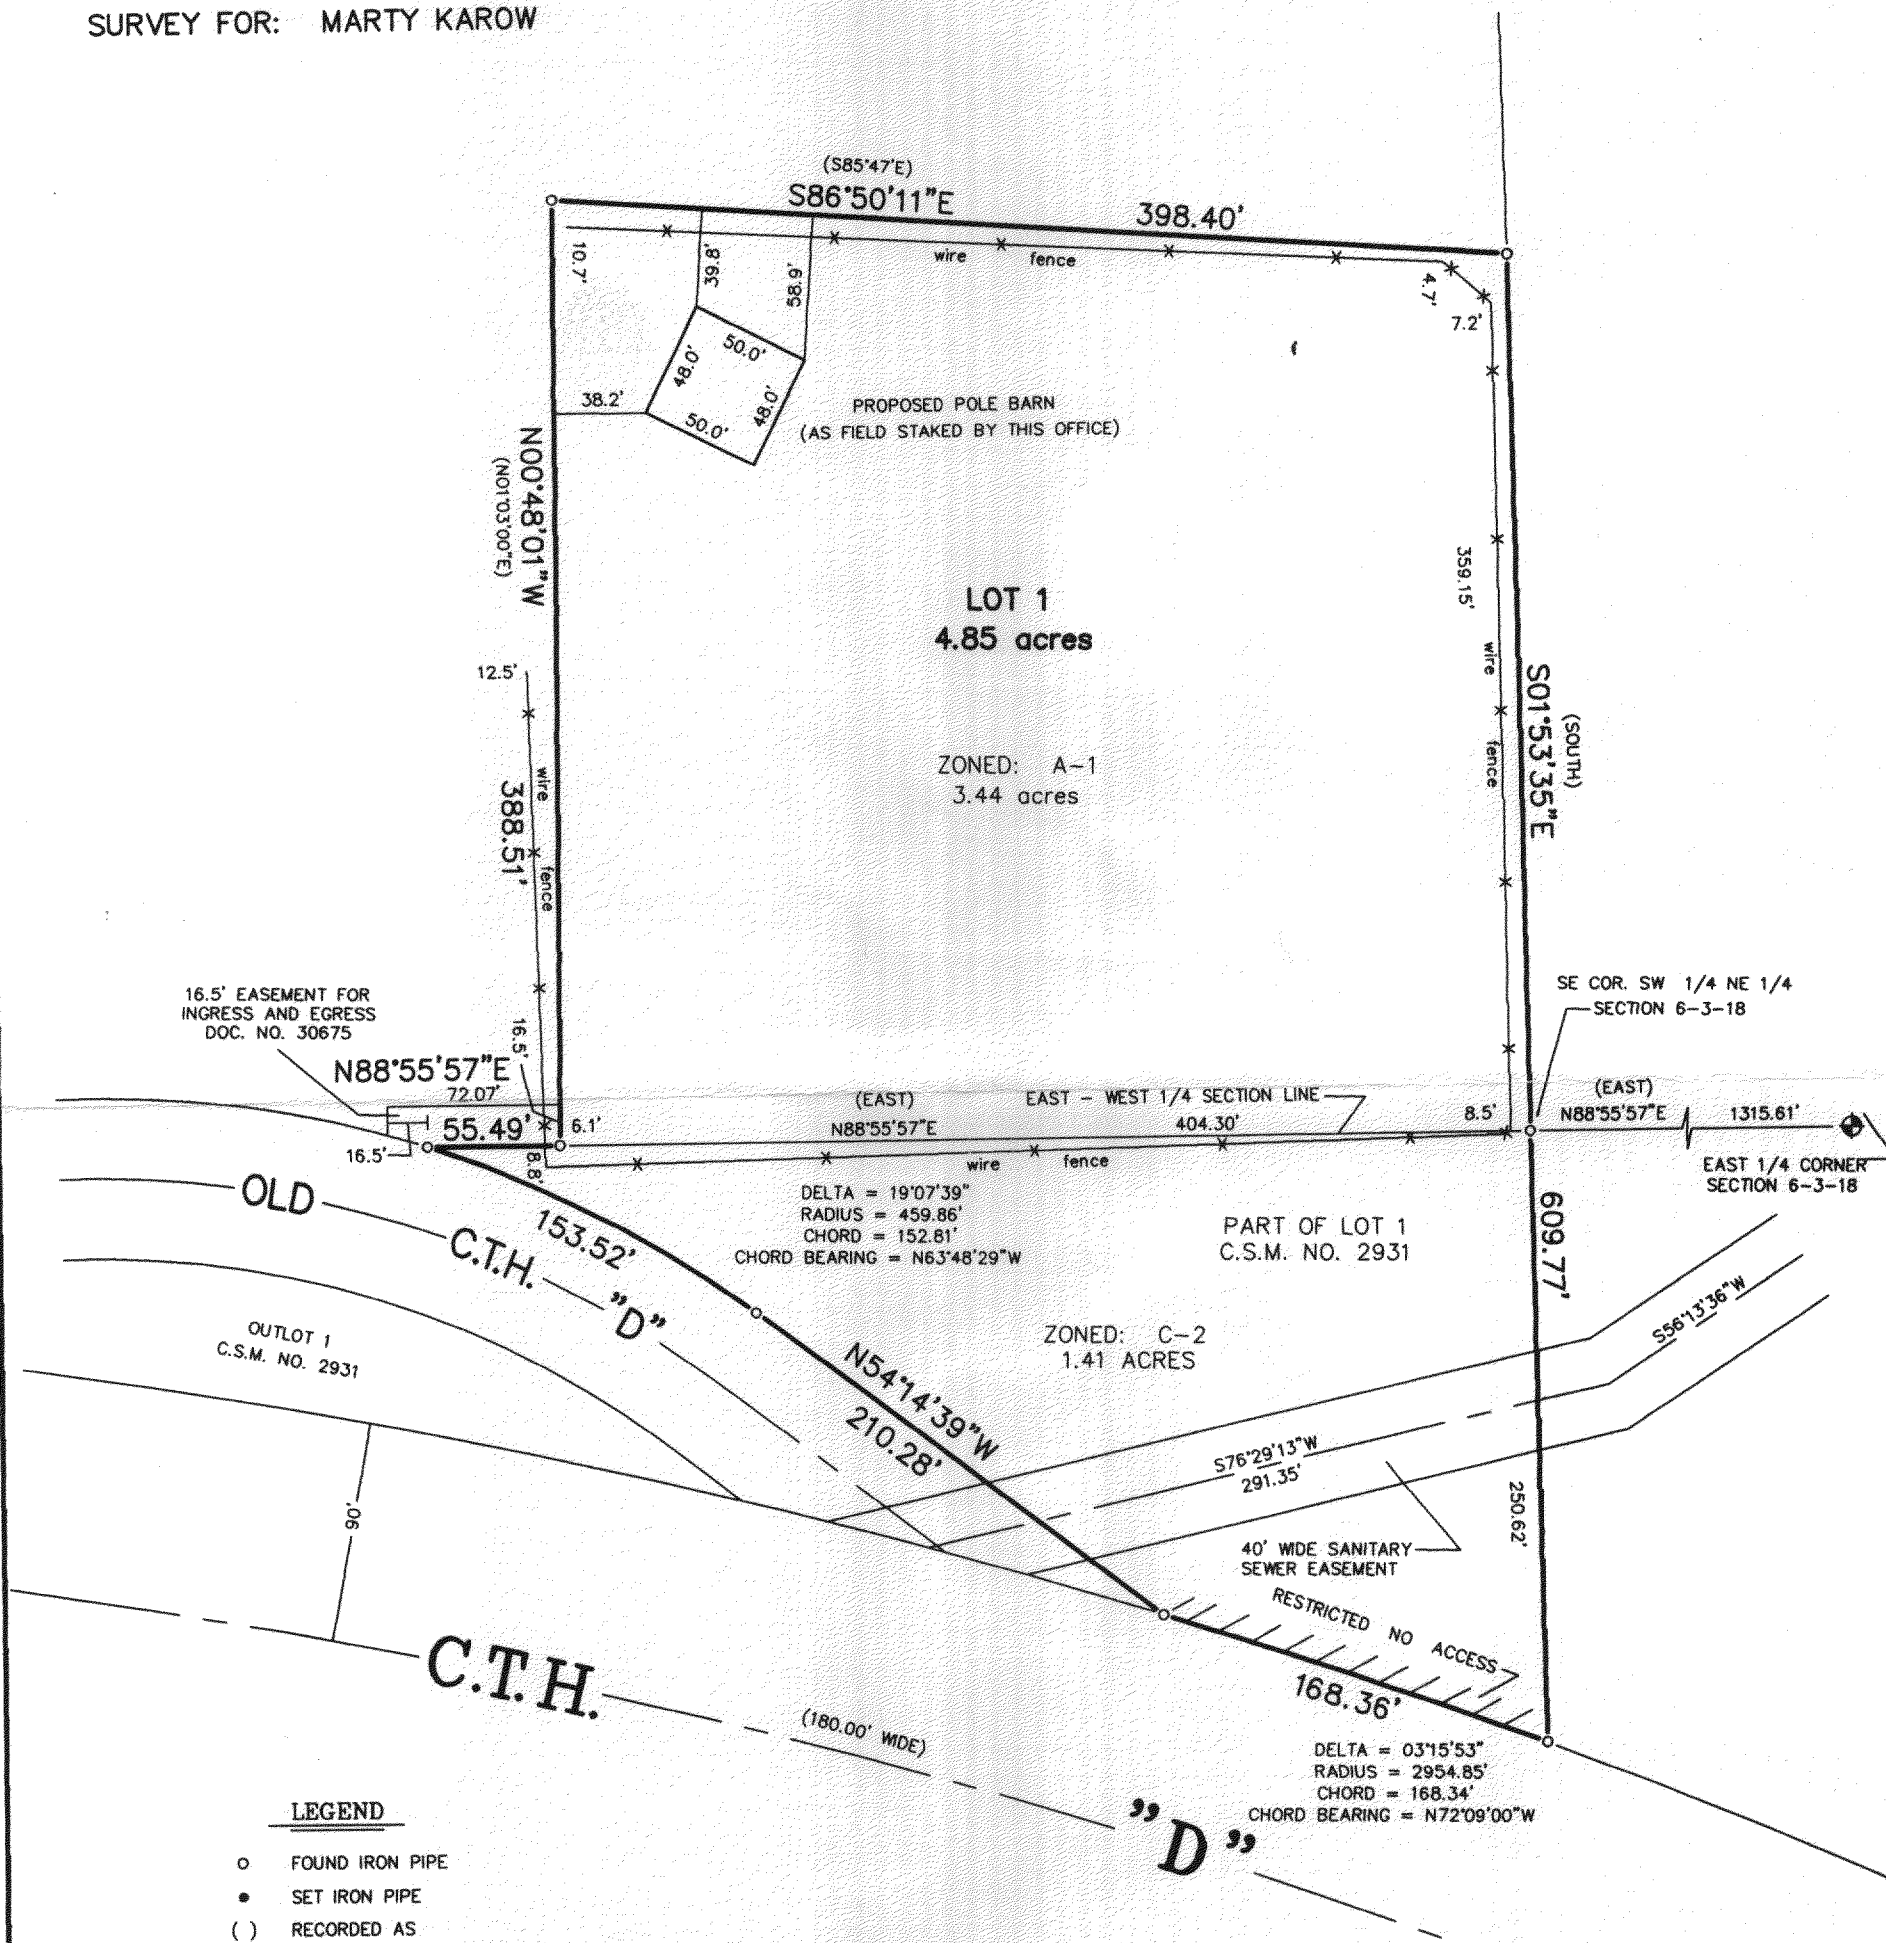 SURVEY FOR: MARTY KAROW
(S85°47'E)
S86°50'11"E
398.40'
10.7'
39.8'
58.9'
wire fence
4.7'
7.2'
50.0'
48.0'
48.0'
50.0'
38.2'
PROPOSED POLE BARN
(AS FIELD STAKED BY THIS OFFICE)
N00°48'01"W
(N01°03'00"E)
LOT 1
4.85 acres
359.15'
wire fence
S01°53'35"E
(SOUTH)
12.5'
wire fence
388.51'
ZONED: A-1
3.44 acres
16.5' EASEMENT FOR
INGRESS AND EGRESS
DOC. NO. 30675
16.5'
SE COR. SW 1/4 NE 1/4
SECTION 6-3-18
N88°55'57"E
72.07'
55.49'
6.1'
16.5'
8.8'
(EAST)
N88°55'57"E
EAST - WEST 1/4 SECTION LINE
404.30'
8.5'
(EAST)
N88°55'57"E
1315.61'
wire fence
EAST 1/4 CORNER
SECTION 6-3-18
OLD C.T.H. "D"
153.52'
DELTA = 19°07'39"
RADIUS = 459.86'
CHORD = 152.81'
CHORD BEARING = N63°48'29"W
PART OF LOT 1
C.S.M. NO. 2931
609.77'
S56°13'36"W
OUTLOT 1
C.S.M. NO. 2931
ZONED: C-2
1.41 ACRES
N54°14'39"W
210.28'
S76°29'13"W
291.35'
250.62'
90'
40' WIDE SANITARY
SEWER EASEMENT
RESTRICTED NO ACCESS
168.36'
C.T.H. "D"
(180.00' WIDE)
DELTA = 03°15'53"
RADIUS = 2954.85'
CHORD = 168.34'
CHORD BEARING = N72°09'00"W
LEGEND
FOUND IRON PIPE
SET IRON PIPE
( ) RECORDED AS